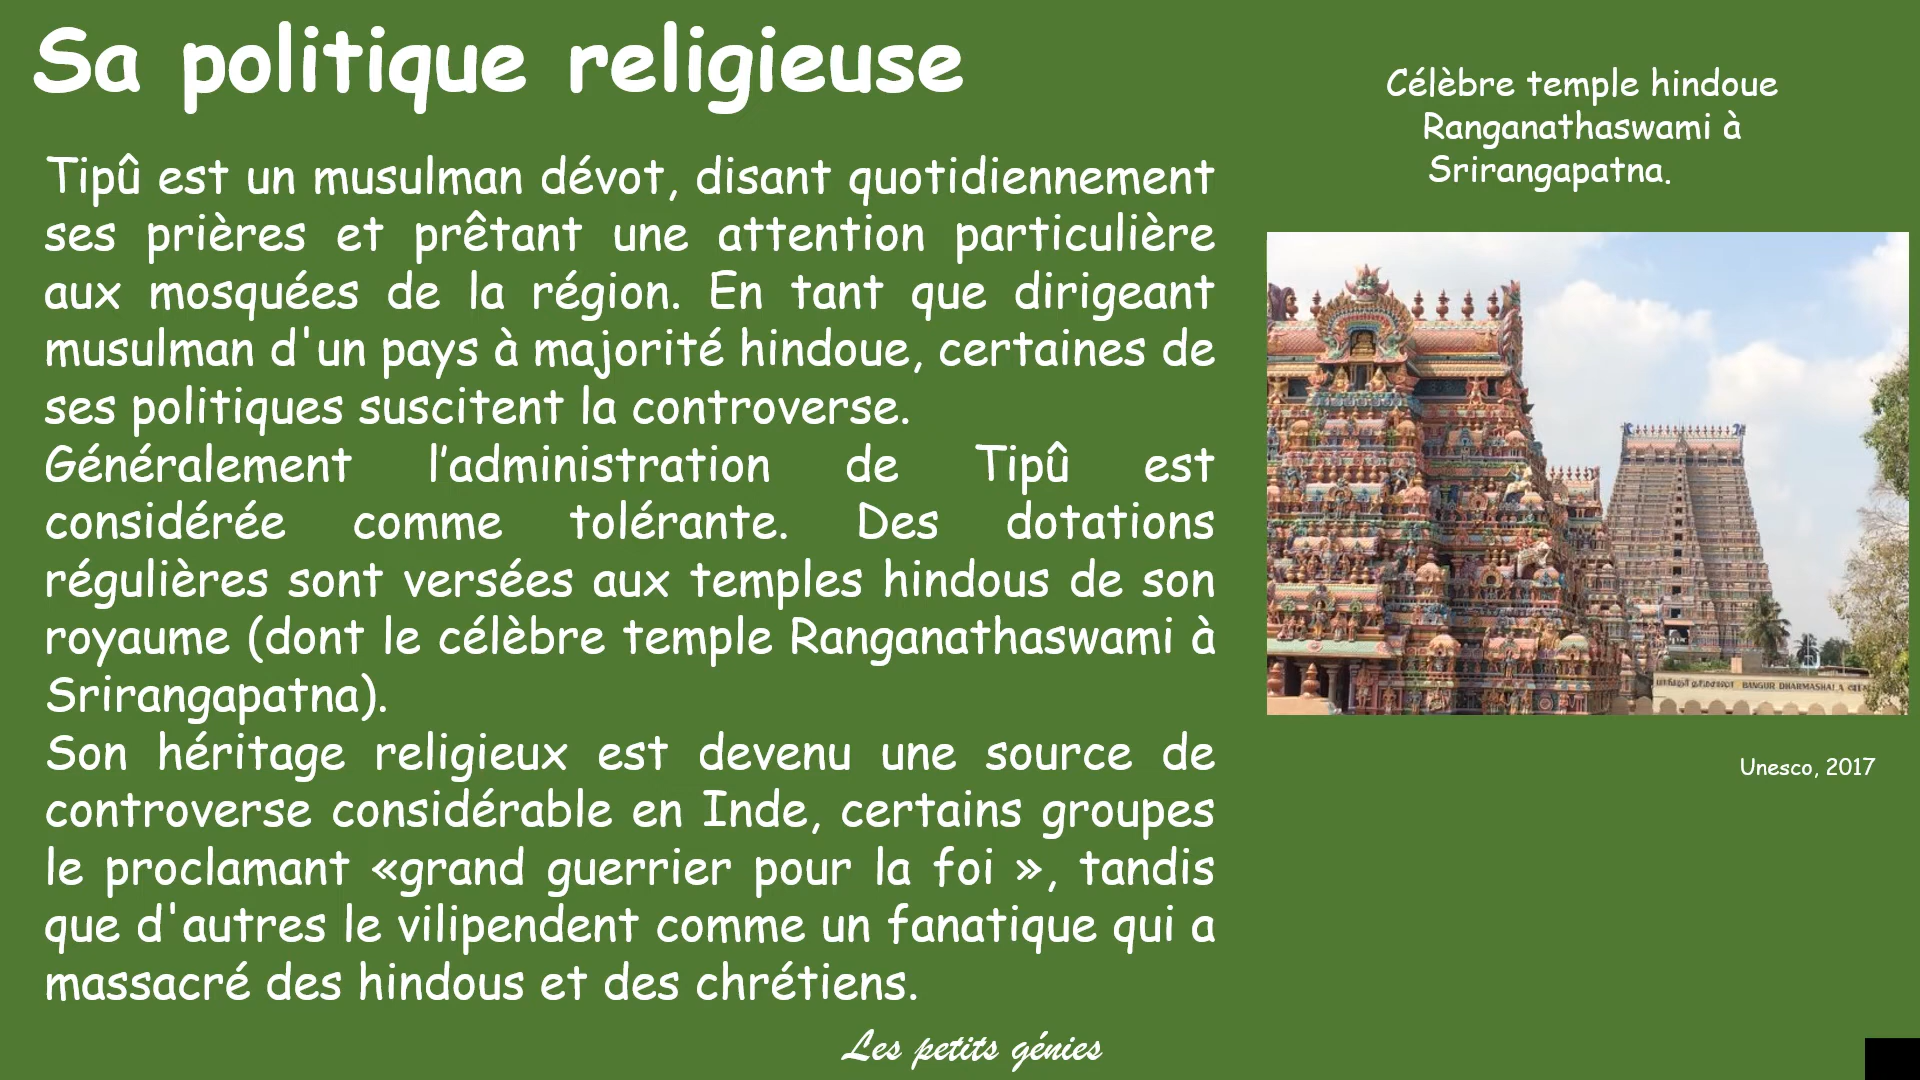 Sa politique religieuse
Célèbre temple hindoue
Ranganathaswami à
Srirangapatna.
Tipû est un musulman dévot, disant quotidiennement
ses prières et prêtant une attention particulière
aux mosquées de la région. En tant que dirigeant
musulman d'un pays à majorité hindoue, certaines de
ses politiques suscitent la controverse.
Généralement l’administration de Tipû est
considérée comme tolérante. Des dotations
régulières sont versées aux temples hindous de son
royaume (dont le célèbre temple Ranganathaswami à
Srirangapatna).
Son héritage religieux est devenu une source de
controverse considérable en Inde, certains groupes
le proclamant «grand guerrier pour la foi », tandis
que d'autres le vilipendent comme un fanatique qui a
massacré des hindous et des chrétiens.
BANGUR DHARMASHALA
Unesco, 2017
Les petits génies